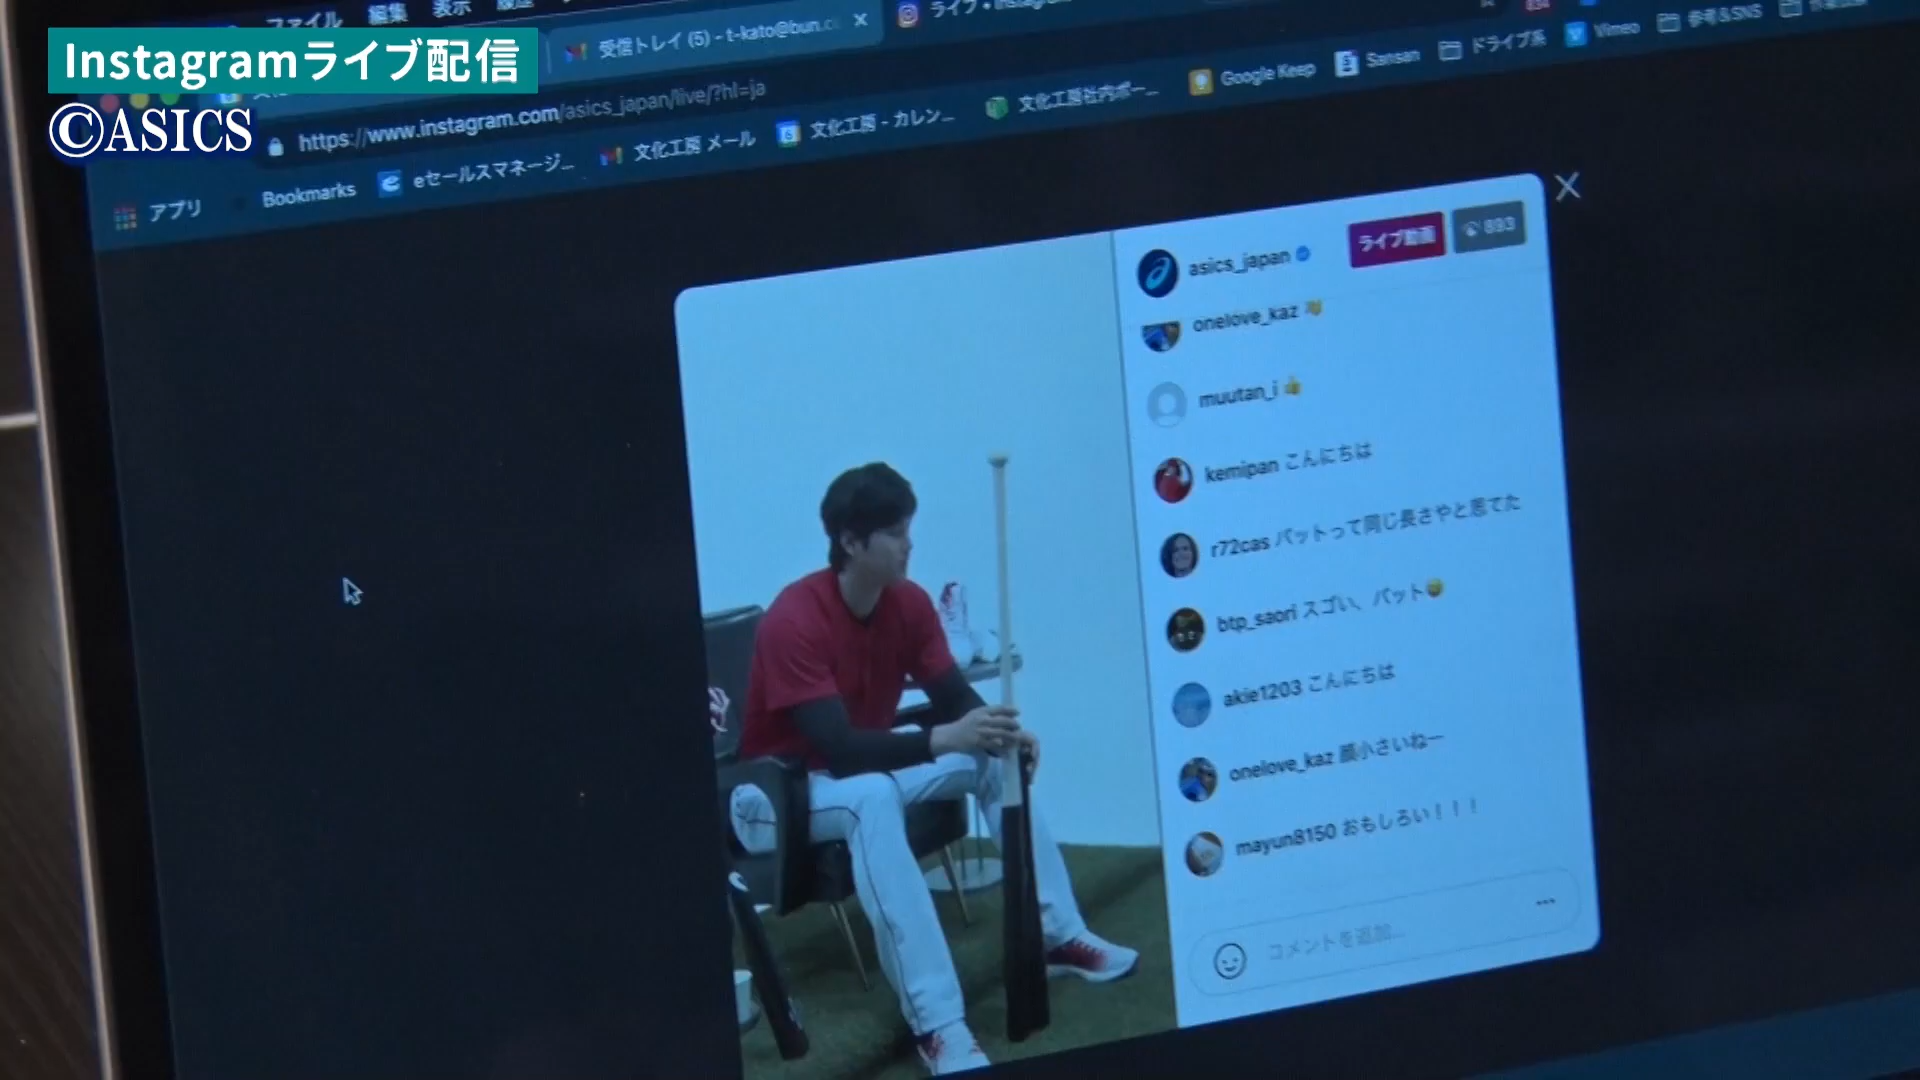 Instagramライブ配信
©ASICS
ファイル 編集 表示 履歴
受信トレイ (5) - t-kato@bun.c
ライブ • Instagram
https://www.instagram.com/asics_japan/live/?hl=ja
アプリ
Bookmarks
eセールスマネージ...
文化工房 メール
文化工房 - カレン...
文化工房社内ポー...
Google Keep
Sansan
ドライブ系
Vimeo
参考&SNS
asics_japan
ライブ動画
893
onelove_kaz 👏
muutan_i 👍
kemipan こんにちは
r72cas バットって同じ長さやと思てた
btp_saori スゴい、バット😅
akie1203 こんにちは
onelove_kaz 顔小さいねー
mayun8150 おもしろい！！！
コメントを追加...